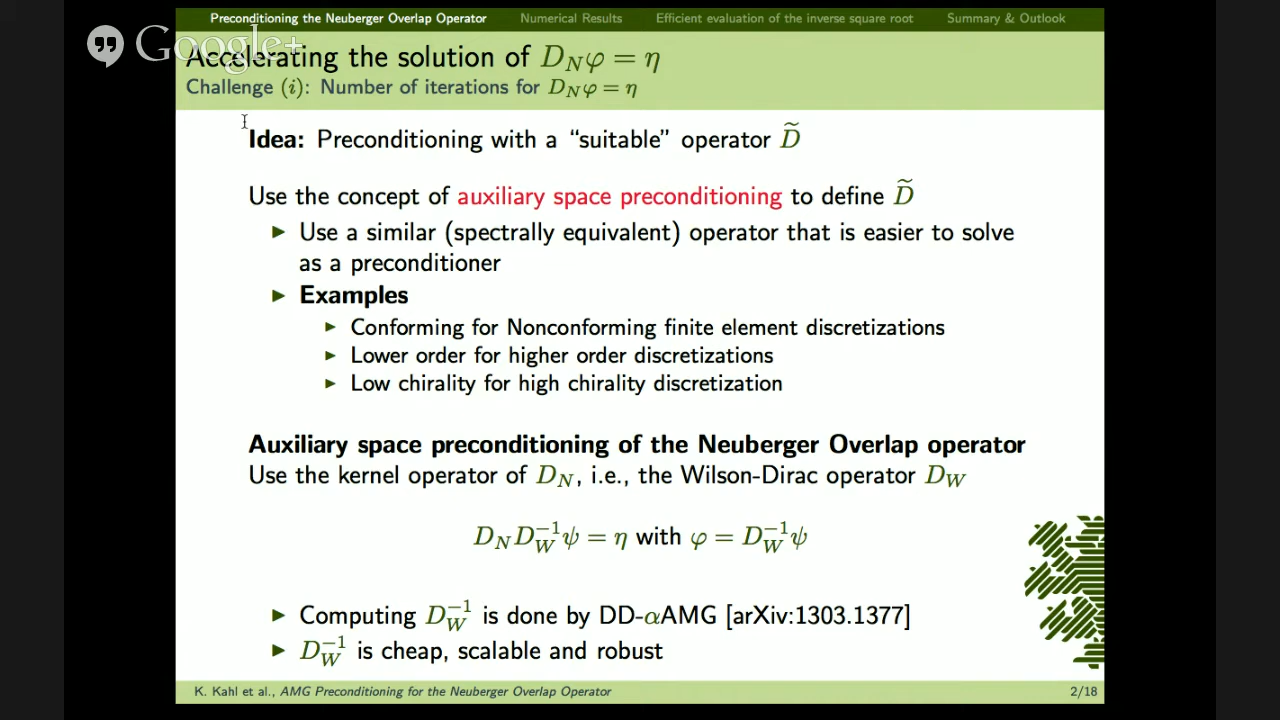 Preconditioning the Neuberger Overlap Operator Numerical Results Efficient evaluation of the inverse square root Summary & Outlook
Google+
Accelerating the solution of D_N φ = η
Challenge (i): Number of iterations for D_N φ = η
Idea: Preconditioning with a “suitable” operator D̃
Use the concept of auxiliary space preconditioning to define D̃
▶ Use a similar (spectrally equivalent) operator that is easier to solve
as a preconditioner
▶ Examples
▶ Conforming for Nonconforming finite element discretizations
▶ Lower order for higher order discretizations
▶ Low chirality for high chirality discretization
Auxiliary space preconditioning of the Neuberger Overlap operator
Use the kernel operator of D_N, i.e., the Wilson-Dirac operator D_W
D_N D_W^{-1} ψ = η with φ = D_W^{-1} ψ
▶ Computing D_W^{-1} is done by DD-αAMG [arXiv:1303.1377]
▶ D_W^{-1} is cheap, scalable and robust
K. Kahl et al., AMG Preconditioning for the Neuberger Overlap Operator 2/18